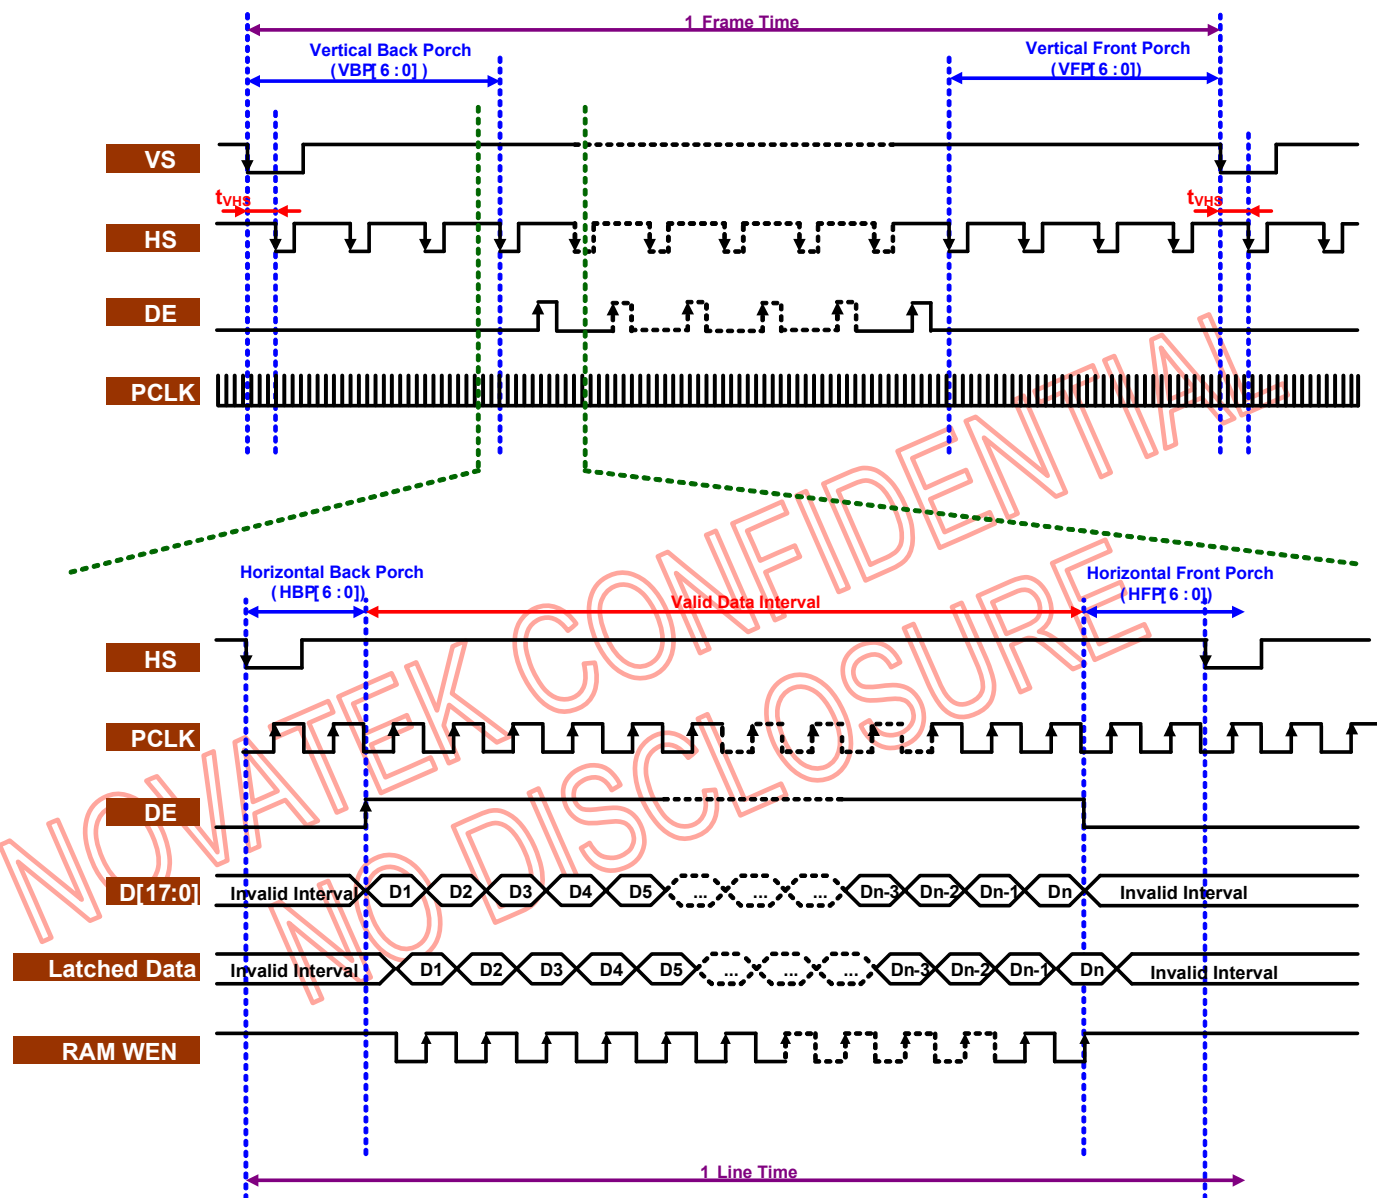 1 Frame Time
Vertical Back Porch
(VBP[6:0])
Vertical Front Porch
(VFP[6:0])
VS
tVHS
tVHS
HS
DE
PCLK
NOVATEK CONFIDENTIAL
NO DISCLOSURE
Horizontal Back Porch
(HBP[6:0])
Valid Data Interval
Horizontal Front Porch
(HFP[6:0])
HS
PCLK
DE
D[17:0] Invalid Interval D1 D2 D3 D4 D5 ... ... ... Dn-3 Dn-2 Dn-1 Dn Invalid Interval
Latched Data Invalid Interval D1 D2 D3 D4 D5 ... ... ... Dn-3 Dn-2 Dn-1 Dn Invalid Interval
RAM WEN
1 Line Time